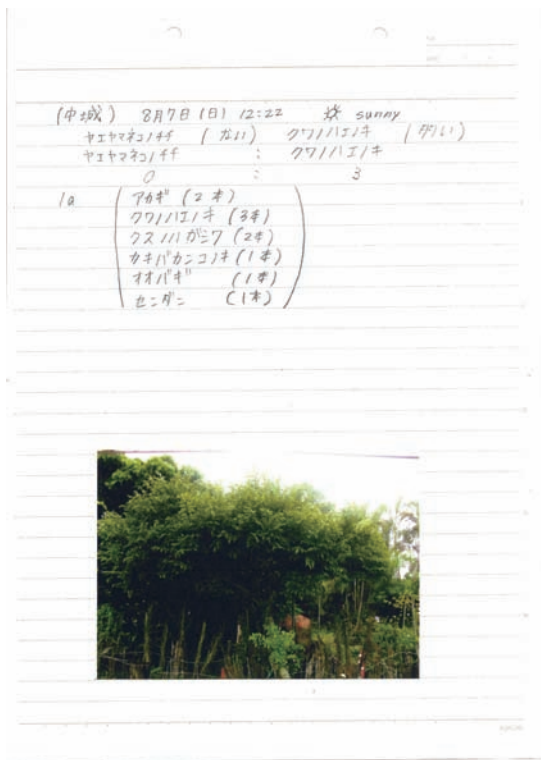 (中城) 8月7日(日) 12:22 sunny
ヤエヤマネコノチチ (ない) クワノハエノキ (あり)
ヤエヤマネコノチチ : クワノハエノキ
0 : 3
1a アカギ (2本)
クワノハエノキ (3本)
クスノハガシワ (2本)
カキバカンコノキ (1本)
オオバギ (1本)
センダン (1本)